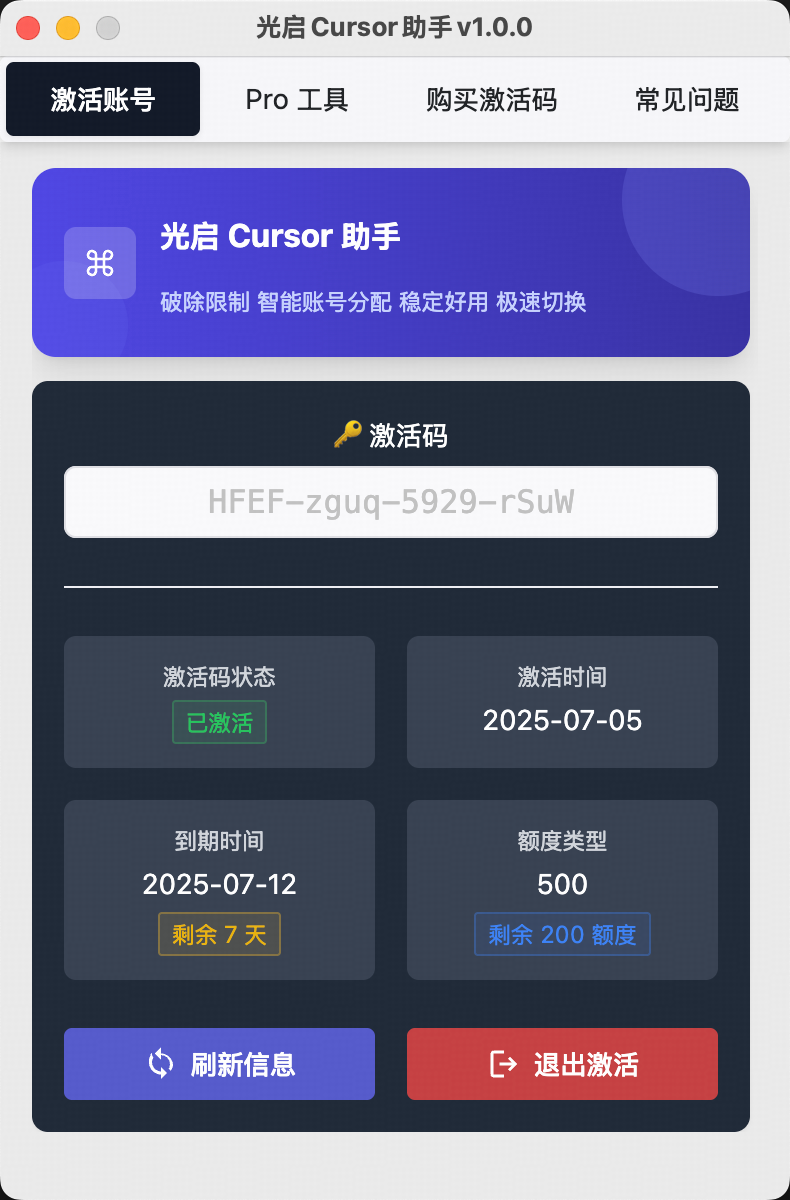 光启 Cursor 助手 v1.0.0
激活账号 Pro 工具 购买激活码 常见问题
光启 Cursor 助手
⌘
破除限制 智能账号分配 稳定好用 极速切换
🔑 激活码
HFEF-zguq-5929-rSuW
激活码状态
已激活
激活时间
2025-07-05
到期时间
2025-07-12
剩余 7 天
额度类型
500
剩余 200 额度
刷新信息
退出激活